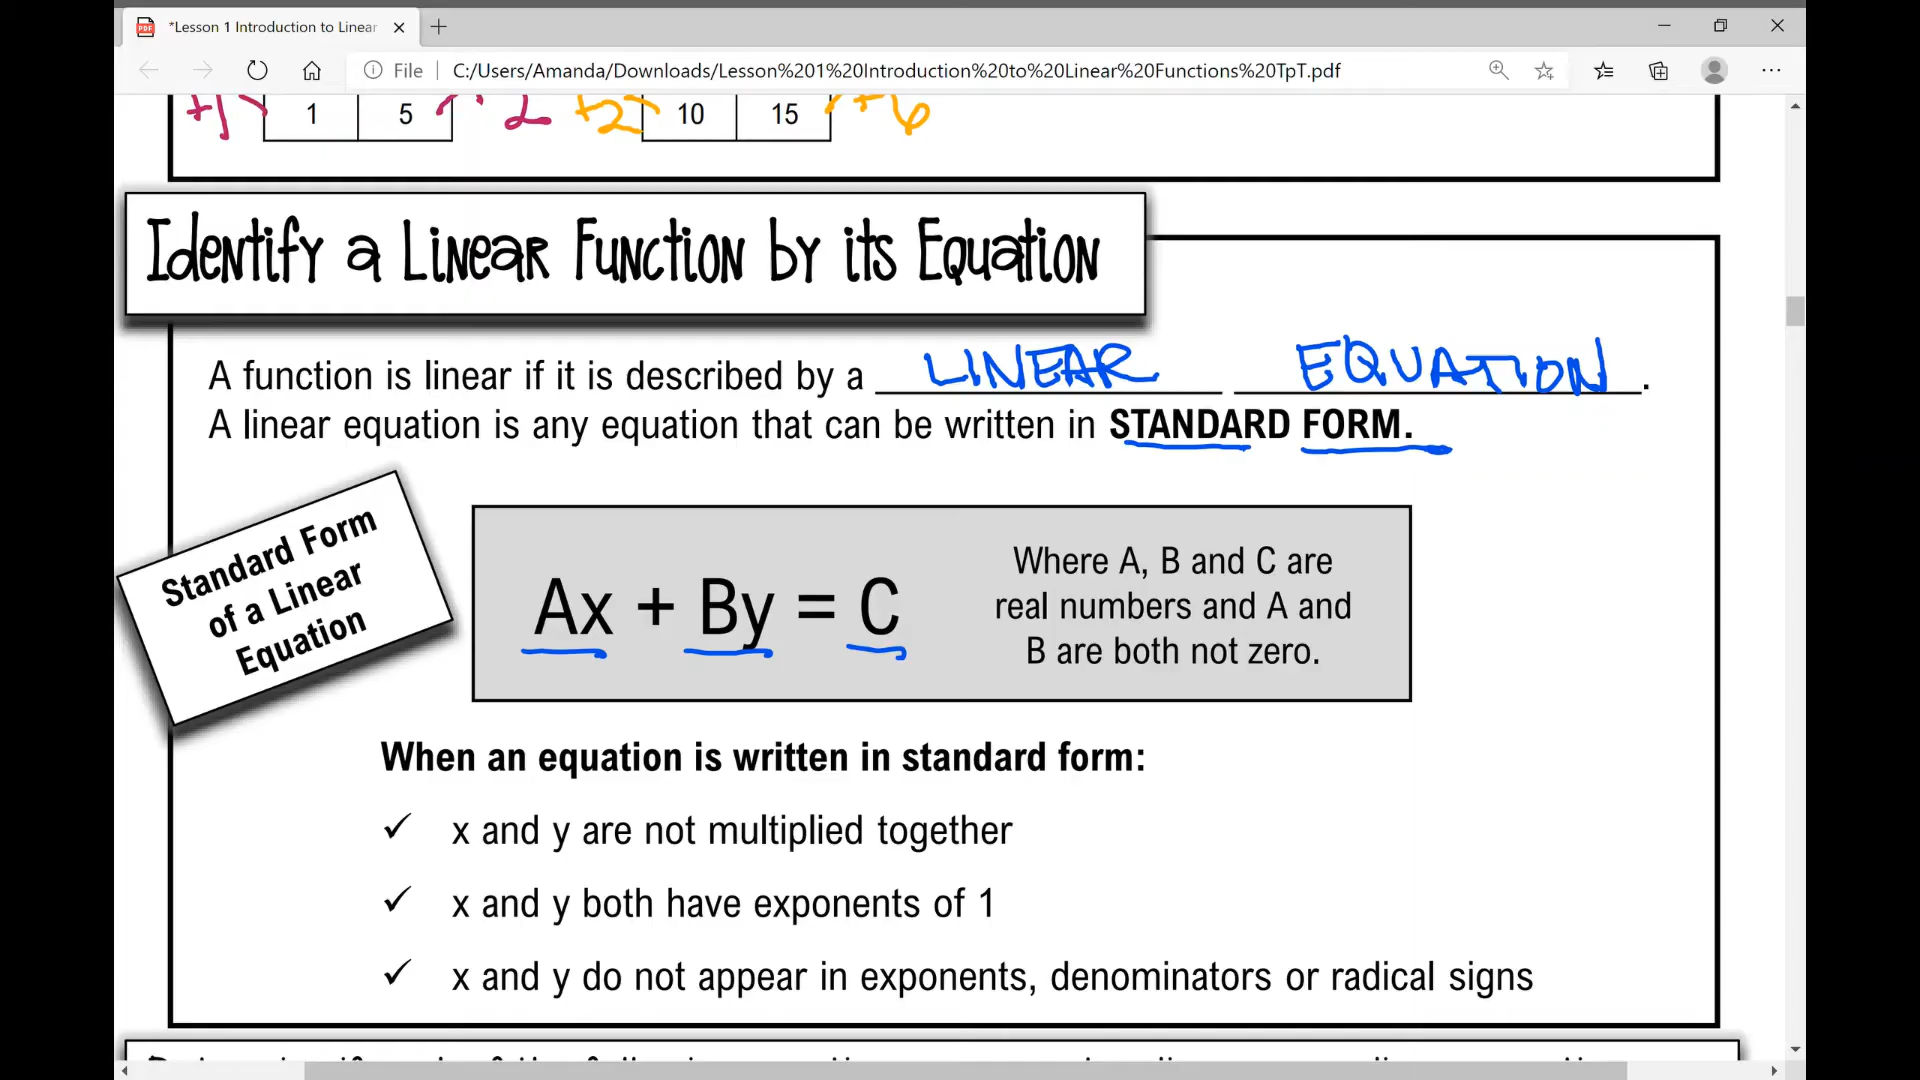 *Lesson 1 Introduction to Linear
File C:/Users/Amanda/Downloads/Lesson%201%20Introduction%20to%20Linear%20Functions%20TpT.pdf
+1 1 5 2 +2 10 15 +6
Identify a Linear Function by its Equation
A function is linear if it is described by a LINEAR EQUATION.
A linear equation is any equation that can be written in STANDARD FORM.
Standard Form
of a Linear
Equation
Ax + By = C
Where A, B and C are
real numbers and A and
B are both not zero.
When an equation is written in standard form:
✓ x and y are not multiplied together
✓ x and y both have exponents of 1
✓ x and y do not appear in exponents, denominators or radical signs